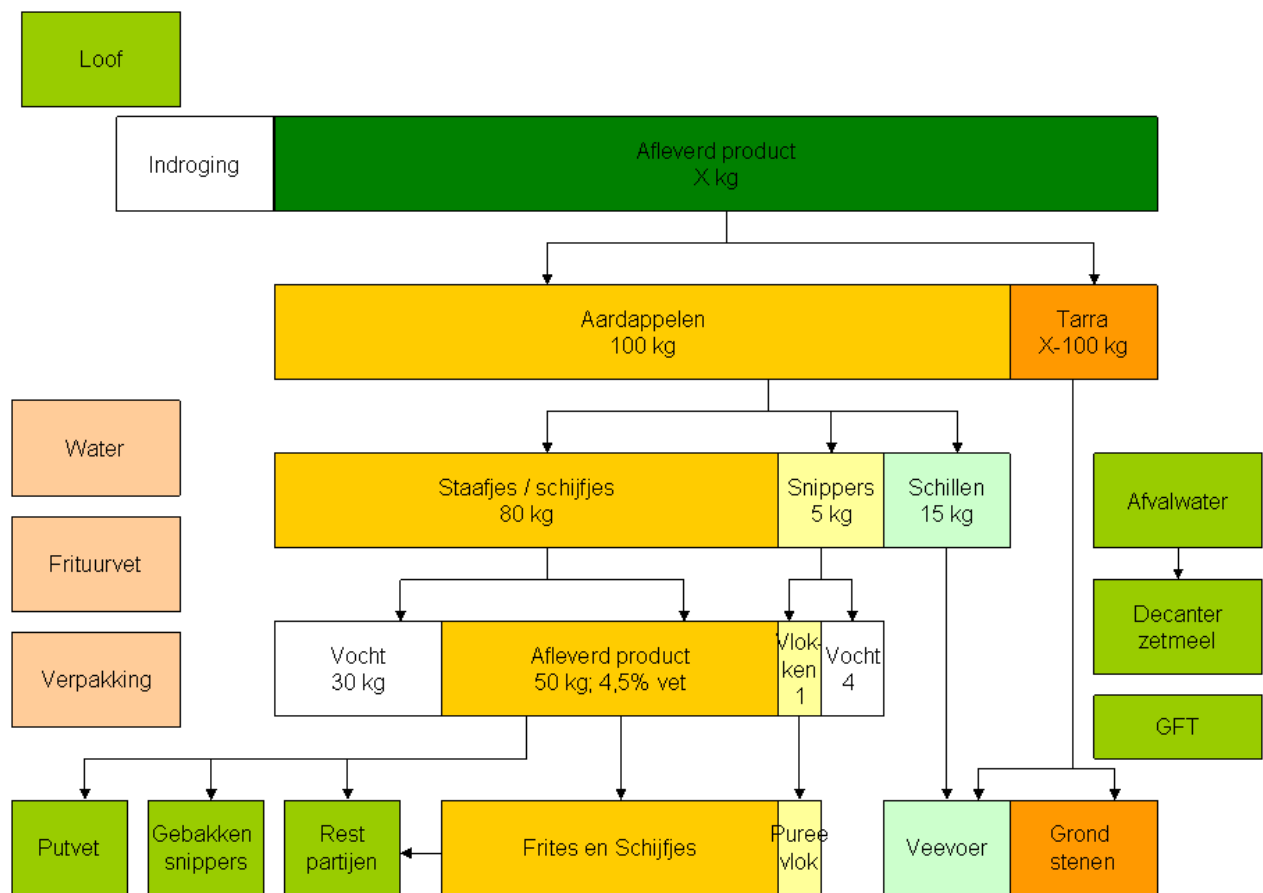 Loof
Indroging
Afleverd product
X kg
Aardappelen
100 kg
Tarra
X-100 kg
Water
Staafjes / schijfjes
80 kg
Snippers
5 kg
Schillen
15 kg
Afvalwater
Frituurvet
Decanter
zetmeel
Verpakking
Vocht
30 kg
Afleverd product
50 kg; 4,5% vet
Vlok-
ken
1
Vocht
4
GFT
Putvet
Gebakken
snippers
Rest
partijen
Frites en Schijfjes
Puree
vlok
Veevoer
Grond
stenen